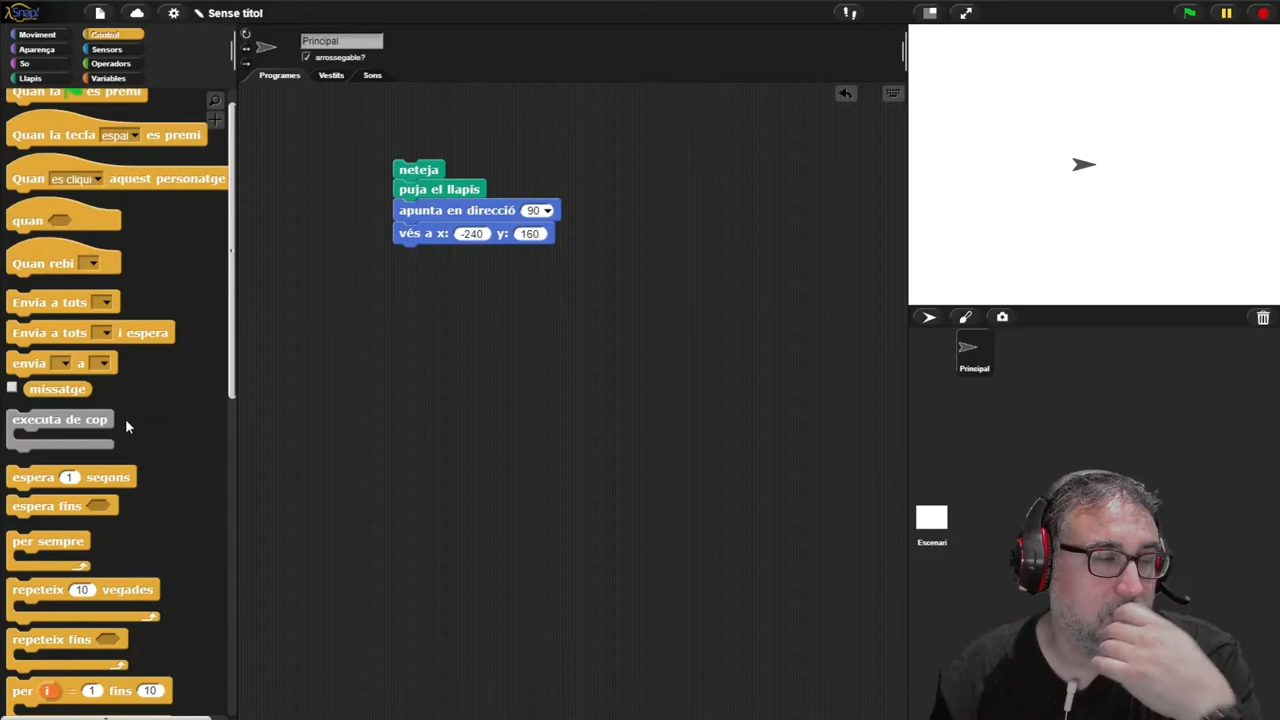 Snap!
Sense títol
Moviment
Control
Aparença
Sensors
So
Operadors
Llapis
Variables
Principal
arrossegable?
Programes
Vestits
Sons
Quan la es premi
Quan la tecla espai es premi
Quan es cliqui aquest personatge
quan
Quan rebi
Envia a tots
Envia a tots i espera
envia a
missatge
executa de cop
espera 1 segons
espera fins
per sempre
repeteix 10 vegades
repeteix fins
per i = 1 fins 10
neteja
puja el llapis
apunta en direcció 90
vés a x: -240 y: 160
Principal
Escenari